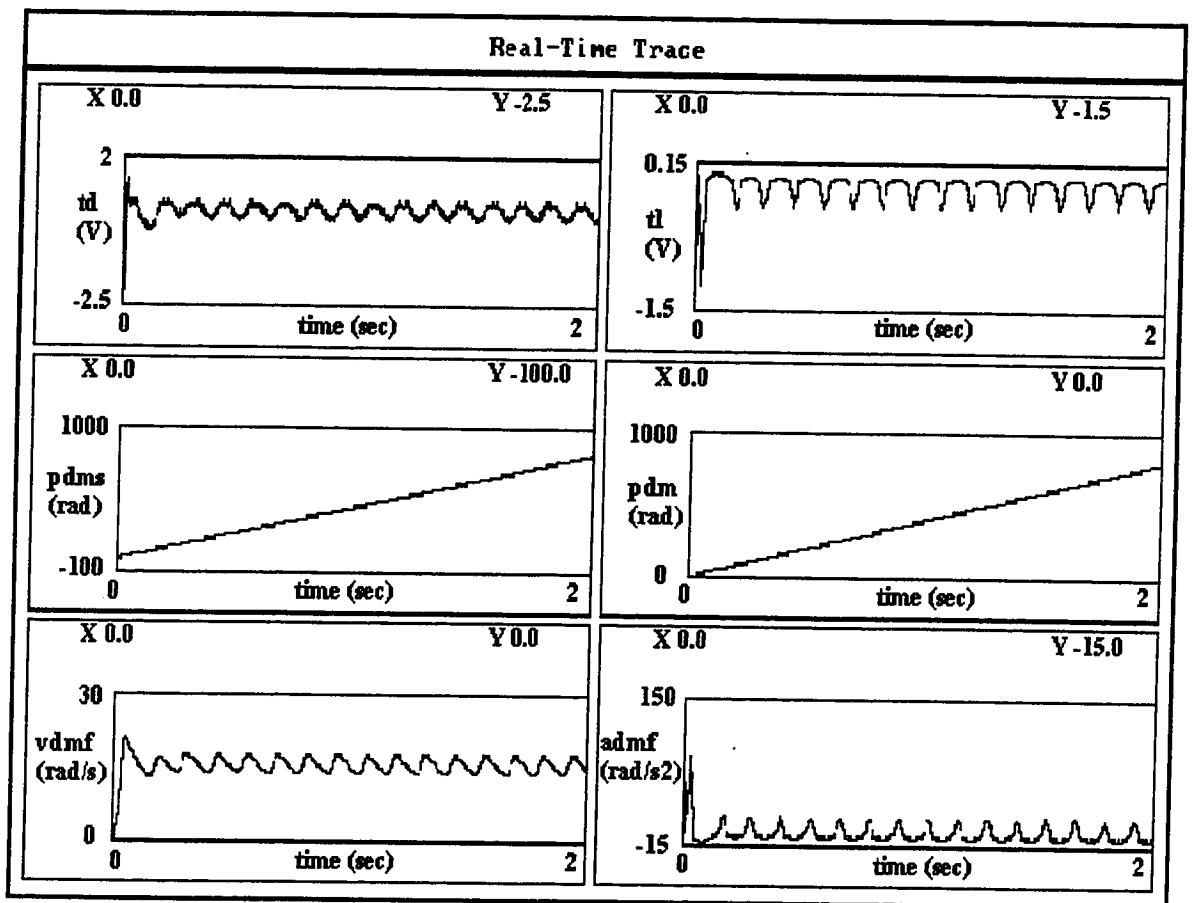 Real-Time Trace
X 0.0 Y -2.5
2
td
(V)
-2.5
0 time (sec) 2
X 0.0 Y -1.5
0.15
tl
(V)
-1.5
0 time (sec) 2
X 0.0 Y -100.0
1000
pdms
(rad)
-100
0 time (sec) 2
X 0.0 Y 0.0
1000
pdm
(rad)
0
0 time (sec) 2
X 0.0 Y 0.0
30
vdmf
(rad/s)
0
0 time (sec) 2
X 0.0 Y -15.0
150
admf
(rad/s2)
-15
0 time (sec) 2